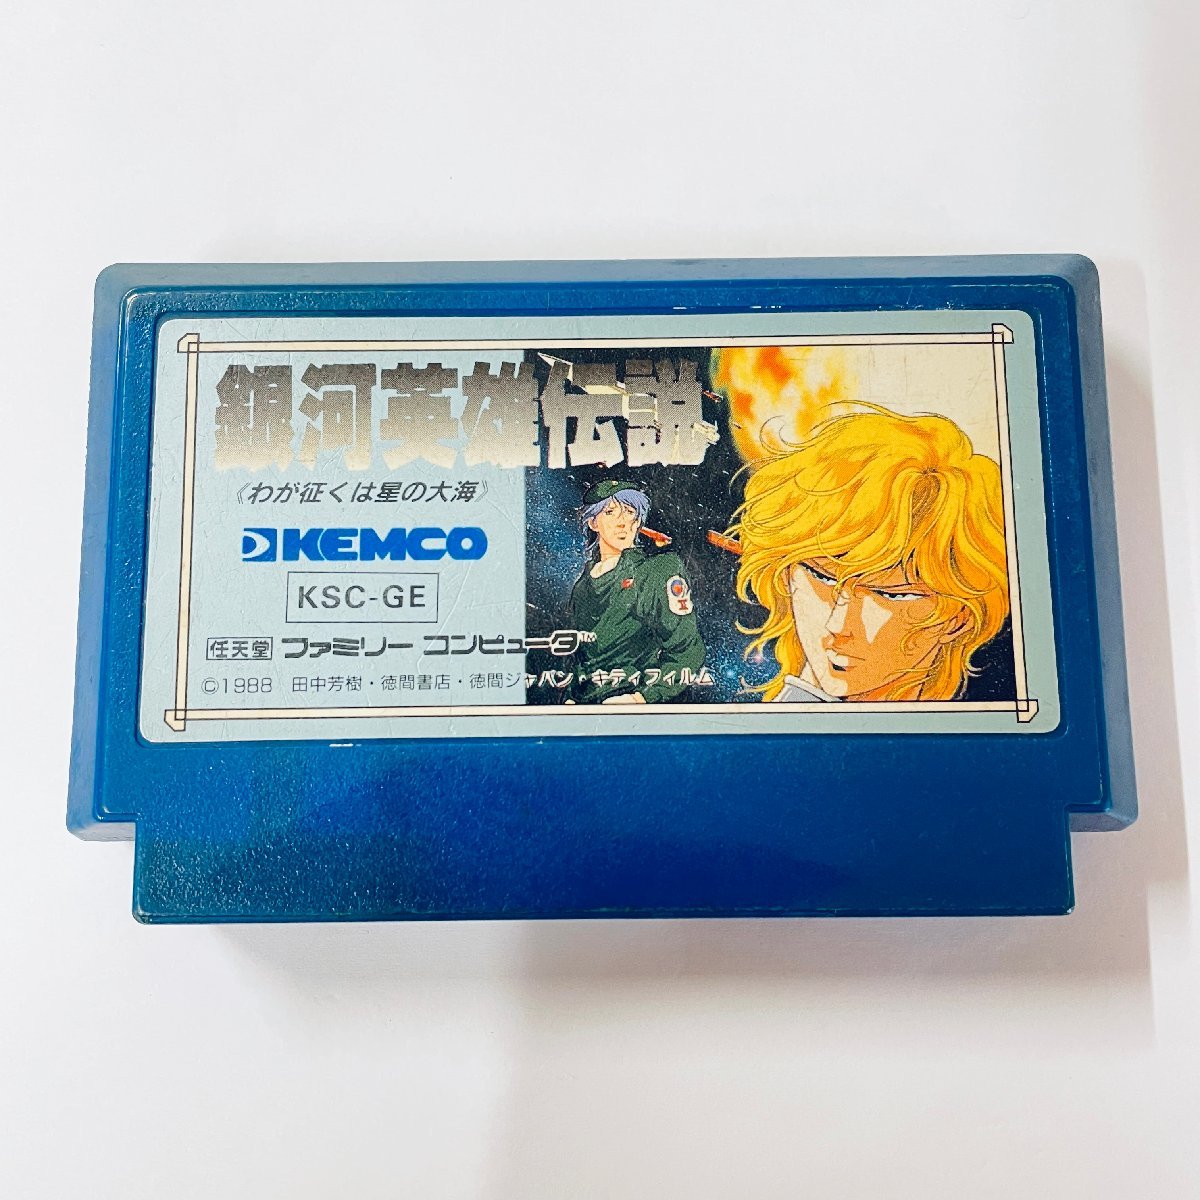 銀河英雄伝説
《わが征くは星の大海》
KEMCO
KSC-GE
任天堂 ファミリー コンピュータ™
©1988 田中芳樹・徳間書店・徳間ジャパン・キティフィルム